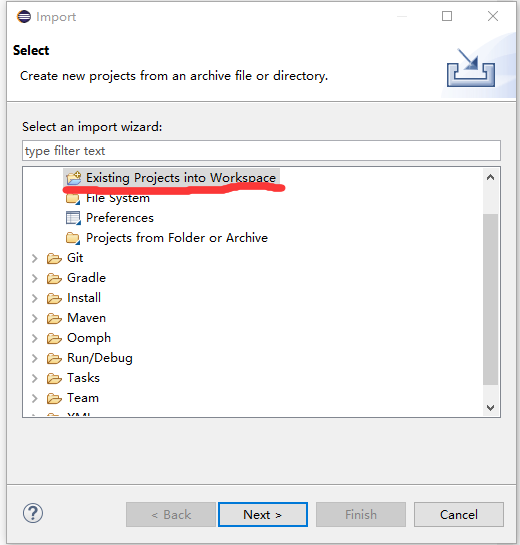 Import
Select
Create new projects from an archive file or directory.
Select an import wizard:
type filter text
Existing Projects into Workspace
File System
Preferences
Projects from Folder or Archive
Git
Gradle
Install
Maven
Oomph
Run/Debug
Tasks
Team
XML
?
< Back
Next >
Finish
Cancel